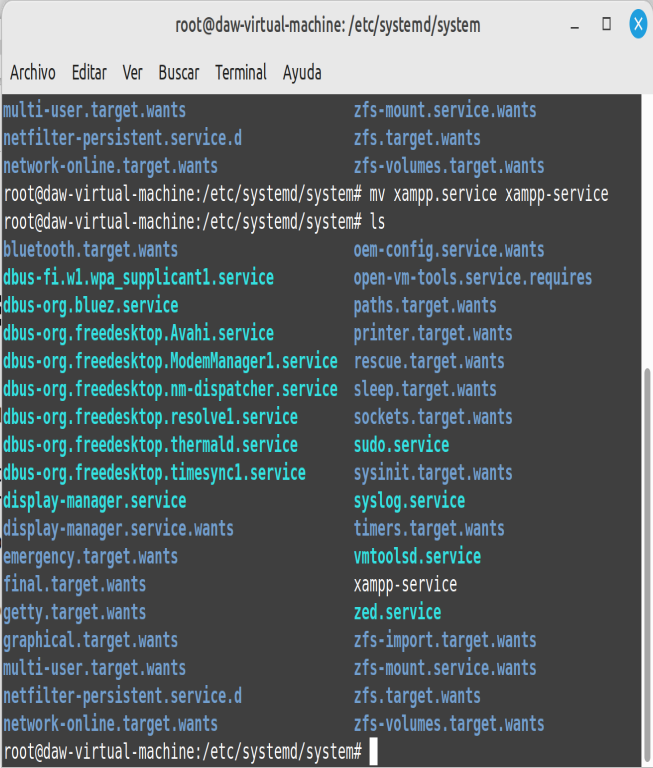 root@daw-virtual-machine: /etc/systemd/system
Archivo Editar Ver Buscar Terminal Ayuda
multi-user.target.wants zfs-mount.service.wants
netfilter-persistent.service.d zfs.target.wants
network-online.target.wants zfs-volumes.target.wants
root@daw-virtual-machine:/etc/systemd/system# mv xampp.service xampp-service
root@daw-virtual-machine:/etc/systemd/system# ls
bluetooth.target.wants oem-config.service.wants
dbus-fi.w1.wpa_supplicant1.service open-vm-tools.service.requires
dbus-org.bluez.service paths.target.wants
dbus-org.freedesktop.Avahi.service printer.target.wants
dbus-org.freedesktop.ModemManager1.service rescue.target.wants
dbus-org.freedesktop.nm-dispatcher.service sleep.target.wants
dbus-org.freedesktop.resolve1.service sockets.target.wants
dbus-org.freedesktop.thermald.service sudo.service
dbus-org.freedesktop.timesync1.service sysinit.target.wants
display-manager.service syslog.service
display-manager.service.wants timers.target.wants
emergency.target.wants vmtoolsd.service
final.target.wants xampp-service
getty.target.wants zed.service
graphical.target.wants zfs-import.target.wants
multi-user.target.wants zfs-mount.service.wants
netfilter-persistent.service.d zfs.target.wants
network-online.target.wants zfs-volumes.target.wants
root@daw-virtual-machine:/etc/systemd/system#